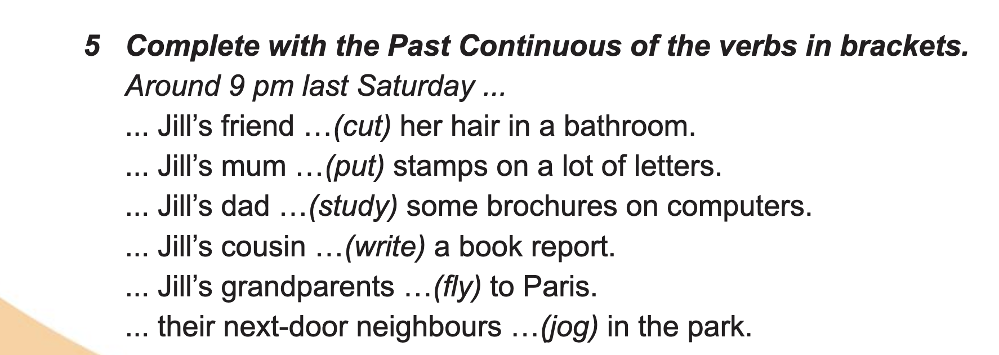 5 Complete with the Past Continuous of the verbs in brackets.
Around 9 pm last Saturday ...
... Jill’s friend …(cut) her hair in a bathroom.
... Jill’s mum …(put) stamps on a lot of letters.
... Jill’s dad …(study) some brochures on computers.
... Jill’s cousin …(write) a book report.
... Jill’s grandparents …(fly) to Paris.
... their next-door neighbours …(jog) in the park.